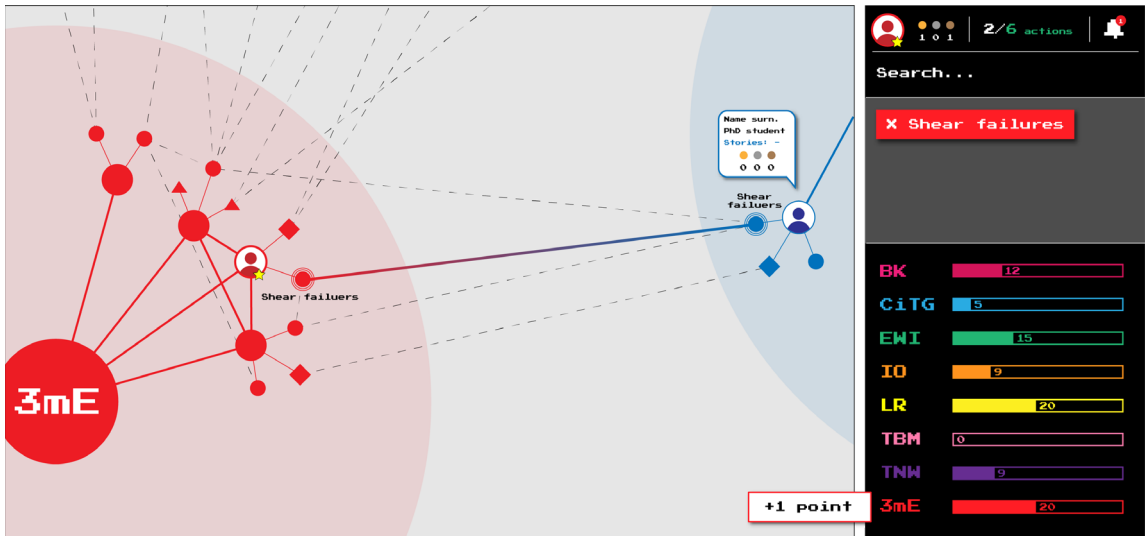 Name surn.
PhD student
Stories: -
0 0 0
Shear
failuers
Shear failuers
3mE
1 0 1
2/6 actions
1
Search...
× Shear failures
BK 12
CiTG 5
EWI 15
IO 9
LR 20
TBM 0
TNW 9
3mE 20
+1 point